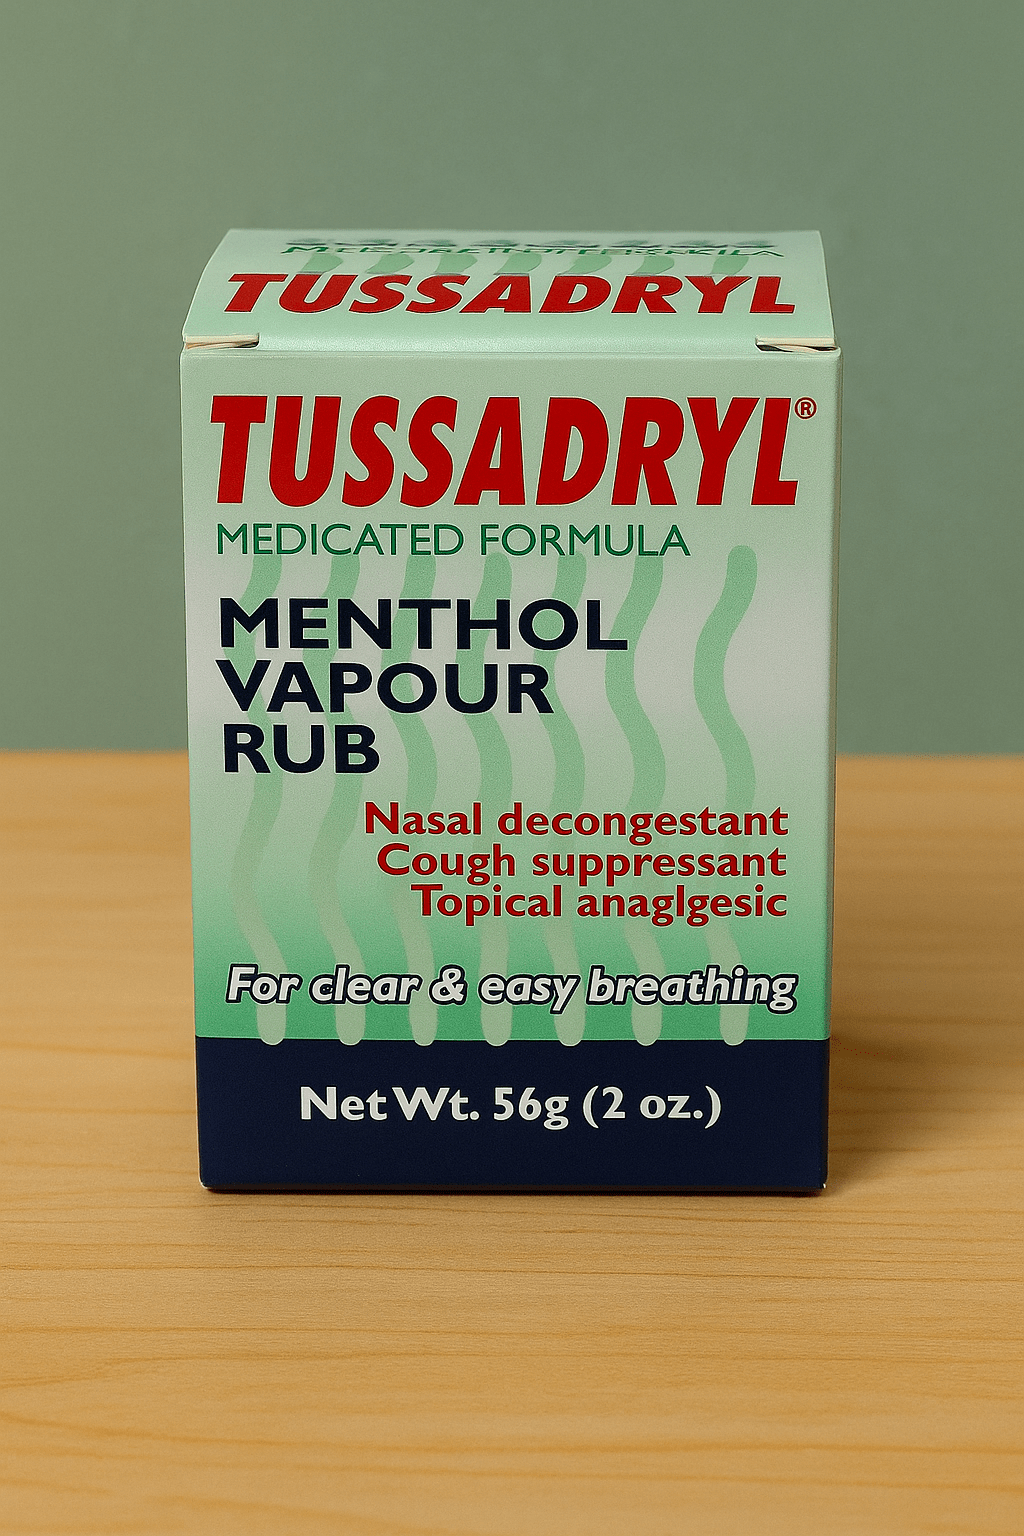 TUSSADRYL
TUSSADRYL®
MEDICATED FORMULA
MENTHOL
VAPOUR
RUB
Nasal decongestant
Cough suppressant
Topical anaglgesic
For clear & easy breathing
Net Wt. 56g (2 oz.)